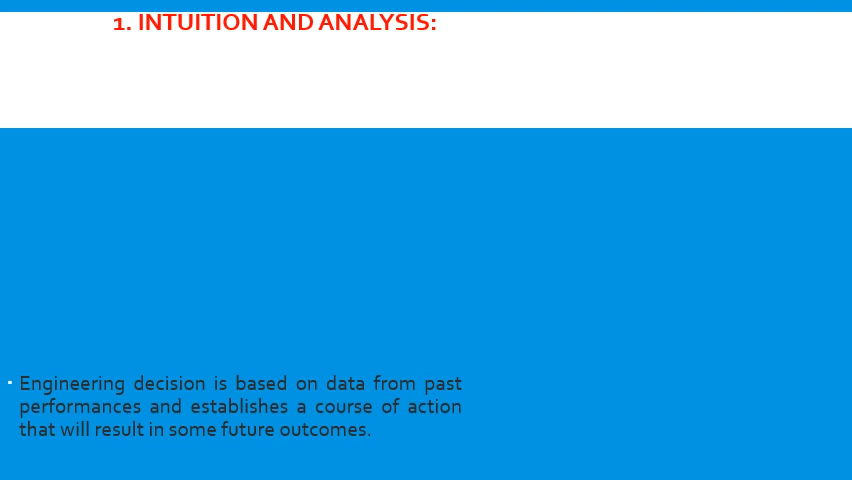 1. INTUITION AND ANALYSIS:
▪ Engineering decision is based on data from past
performances and establishes a course of action
that will result in some future outcomes.